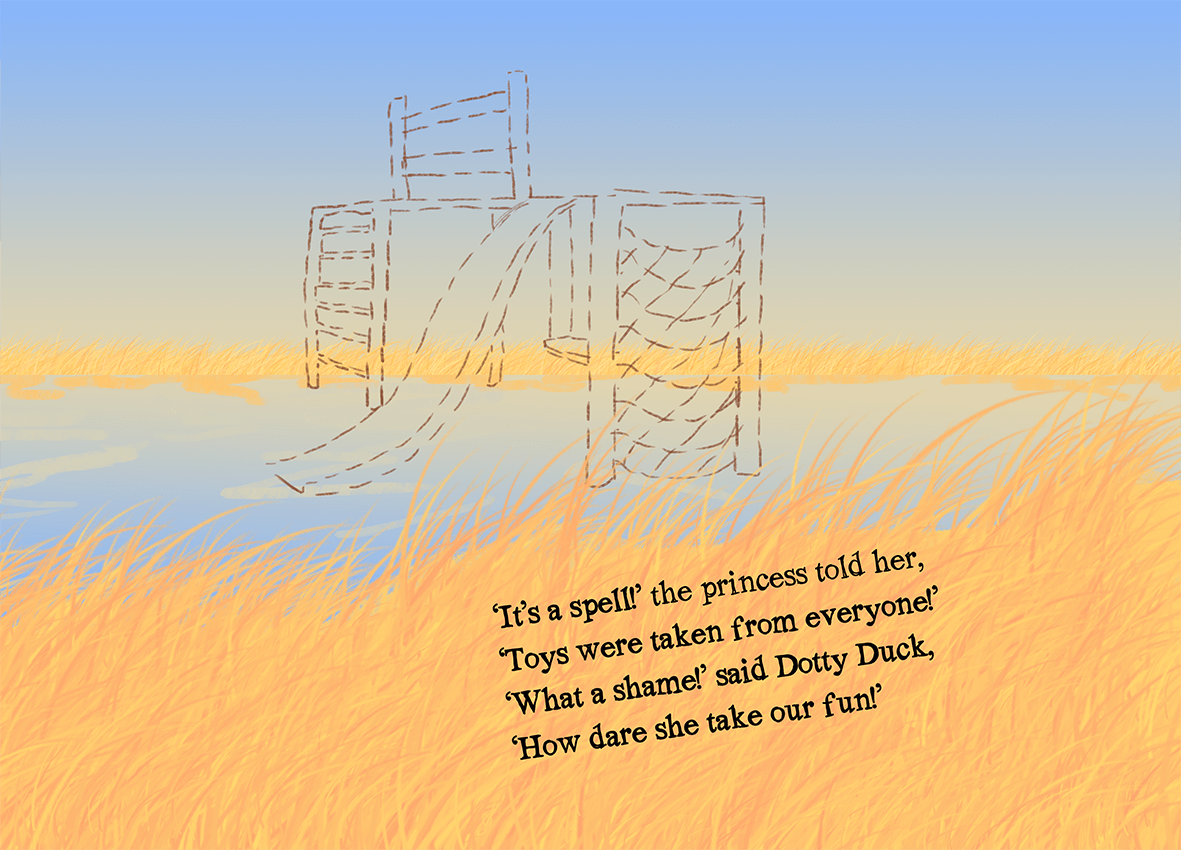 ‘It’s a spell!’ the princess told her,
‘Toys were taken from everyone!’
‘What a shame!’ said Dotty Duck,
‘How dare she take our fun!’